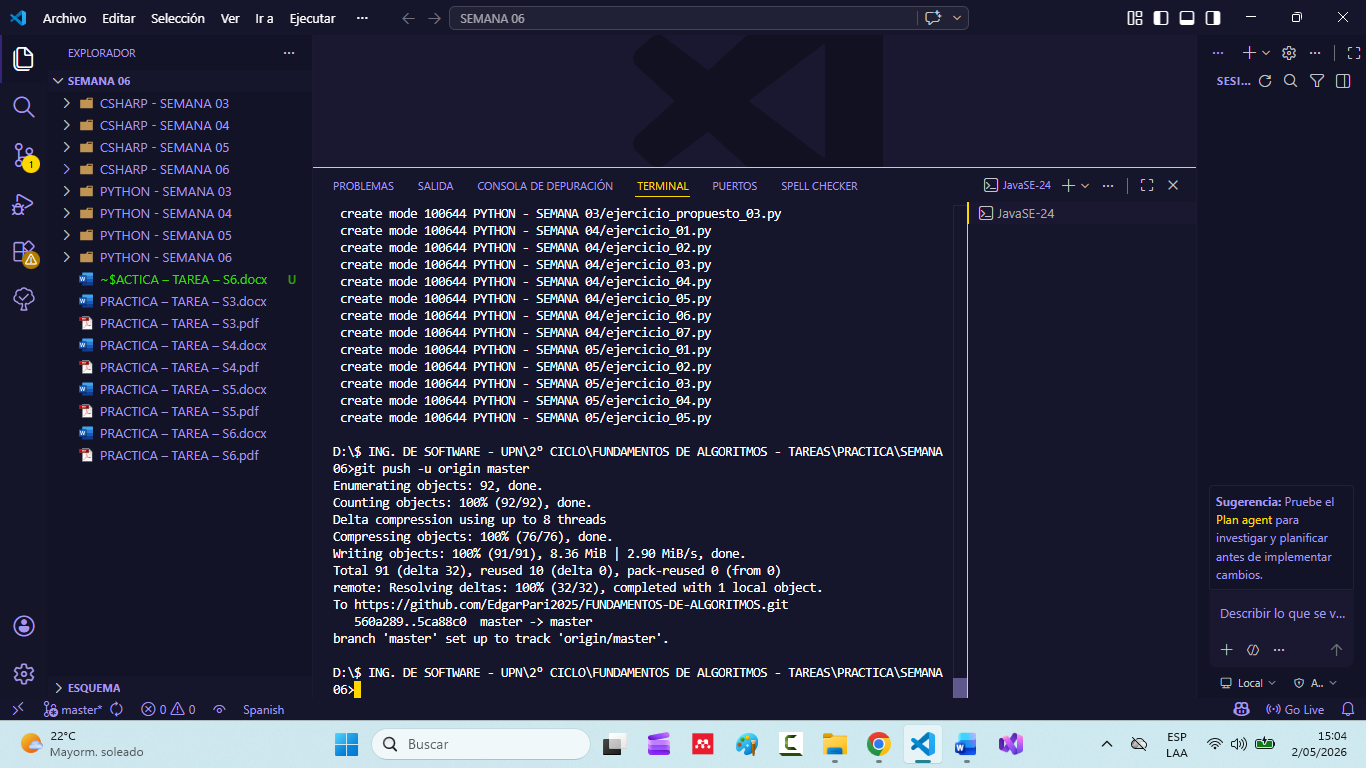 Archivo Editar Selección Ver Ir a Ejecutar ··· SEMANA 06
EXPLORADOR ···
SEMANA 06
CSHARP - SEMANA 03
CSHARP - SEMANA 04
CSHARP - SEMANA 05
CSHARP - SEMANA 06
PYTHON - SEMANA 03
PYTHON - SEMANA 04
PYTHON - SEMANA 05
PYTHON - SEMANA 06
~$ACTICA – TAREA – S6.docx U
PRACTICA – TAREA – S3.docx
PRACTICA – TAREA – S3.pdf
PRACTICA – TAREA – S4.docx
PRACTICA – TAREA – S4.pdf
PRACTICA – TAREA – S5.docx
PRACTICA – TAREA – S5.pdf
PRACTICA – TAREA – S6.docx
PRACTICA – TAREA – S6.pdf
ESQUEMA
1
PROBLEMAS SALIDA CONSOLA DE DEPURACIÓN TERMINAL PUERTOS SPELL CHECKER JavaSE-24
JavaSE-24
create mode 100644 PYTHON - SEMANA 03/ejercicio_propuesto_03.py
create mode 100644 PYTHON - SEMANA 04/ejercicio_01.py
create mode 100644 PYTHON - SEMANA 04/ejercicio_02.py
create mode 100644 PYTHON - SEMANA 04/ejercicio_03.py
create mode 100644 PYTHON - SEMANA 04/ejercicio_04.py
create mode 100644 PYTHON - SEMANA 04/ejercicio_05.py
create mode 100644 PYTHON - SEMANA 04/ejercicio_06.py
create mode 100644 PYTHON - SEMANA 04/ejercicio_07.py
create mode 100644 PYTHON - SEMANA 05/ejercicio_01.py
create mode 100644 PYTHON - SEMANA 05/ejercicio_02.py
create mode 100644 PYTHON - SEMANA 05/ejercicio_03.py
create mode 100644 PYTHON - SEMANA 05/ejercicio_04.py
create mode 100644 PYTHON - SEMANA 05/ejercicio_05.py
D:\$ ING. DE SOFTWARE - UPN\2º CICLO\FUNDAMENTOS DE ALGORITMOS - TAREAS\PRACTICA\SEMANA
06>git push -u origin master
Enumerating objects: 92, done.
Counting objects: 100% (92/92), done.
Delta compression using up to 8 threads
Compressing objects: 100% (76/76), done.
Writing objects: 100% (91/91), 8.36 MiB | 2.90 MiB/s, done.
Total 91 (delta 32), reused 10 (delta 0), pack-reused 0 (from 0)
remote: Resolving deltas: 100% (32/32), completed with 1 local object.
To https://github.com/EdgarPari2025/FUNDAMENTOS-DE-ALGORITMOS.git
560a289..5ca88c0 master -> master
branch 'master' set up to track 'origin/master'.
D:\$ ING. DE SOFTWARE - UPN\2º CICLO\FUNDAMENTOS DE ALGORITMOS - TAREAS\PRACTICA\SEMANA
06>
SESI...
Sugerencia: Pruebe el
Plan agent para
investigar y planificar
antes de implementar
cambios.
Describir lo que se v...
Local A..
master* 0 0 Spanish Go Live
22°C
Mayorm. soleado
Buscar
ESP
LAA
15:04
2/05/2026